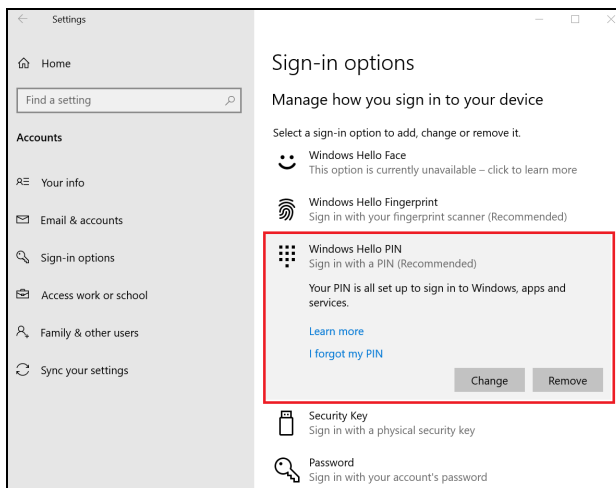 Settings
Home
Find a setting
Accounts
Your info
Email & accounts
Sign-in options
Access work or school
Family & other users
Sync your settings
Sign-in options
Manage how you sign in to your device
Select a sign-in option to add, change or remove it.
Windows Hello Face
This option is currently unavailable – click to learn more
Windows Hello Fingerprint
Sign in with your fingerprint scanner (Recommended)
Windows Hello PIN
Sign in with a PIN (Recommended)
Your PIN is all set up to sign in to Windows, apps and
services.
Learn more
I forgot my PIN
Change Remove
Security Key
Sign in with a physical security key
Password
Sign in with your account's password